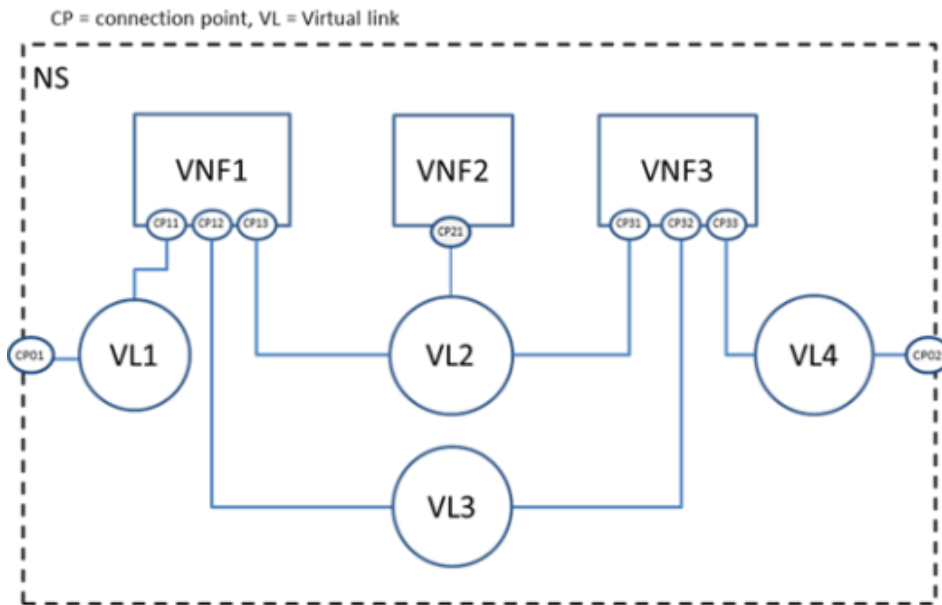 CP = connection point, VL = Virtual link
NS
VNF1 VNF2 VNF3
CP11 CP12 CP13 CP21 CP31 CP32 CP33
CP01 VL1 VL2 VL4 CP02
VL3